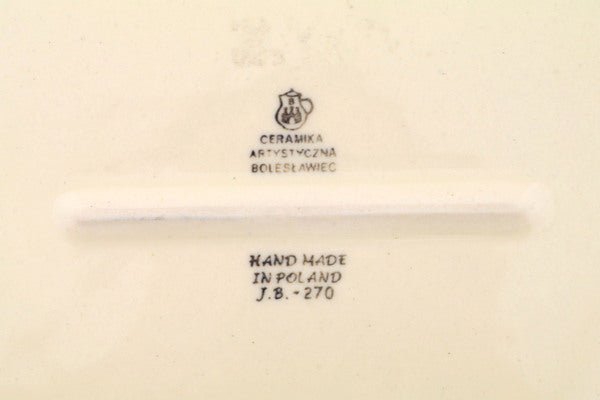 B
CERAMIKA
ARTYSTYCZNA
BOLESŁAWIEC
HAND MADE
IN POLAND
J.B.-270